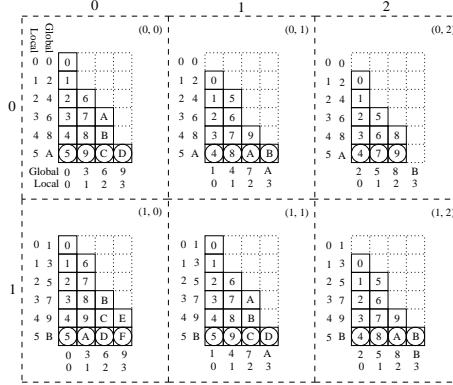 0 1 2
Local Global
(0, 0) (0, 1) (0, 2)
0 0 0 0 0 0 0
1 2 1 1 2 0 1 2 0
2 4 2 6 2 4 1 5 2 4 1
0 3 6 3 7 A 3 6 2 6 3 6 2 5
4 8 4 8 B 4 8 3 7 9 4 8 3 6 8
5 A 5 9 C D 5 A 4 8 A B 5 A 4 7 9
Global 0 3 6 9 1 4 7 A 2 5 8 B
Local 0 1 2 3 0 1 2 3 0 1 2 3
(1, 0) (1, 1) (1, 2)
0 1 0 0 1 0 0 1
1 3 1 6 1 3 1 1 3 0
2 5 2 7 2 5 2 6 2 5 1 5
1 3 7 3 8 B 3 7 3 7 A 3 7 2 6
4 9 4 9 C E 4 9 4 8 B 4 9 3 7 9
5 B 5 A D F 5 B 5 9 C D 5 B 4 8 A B
0 3 6 9 1 4 7 A 2 5 8 B
0 1 2 3 0 1 2 3 0 1 2 3